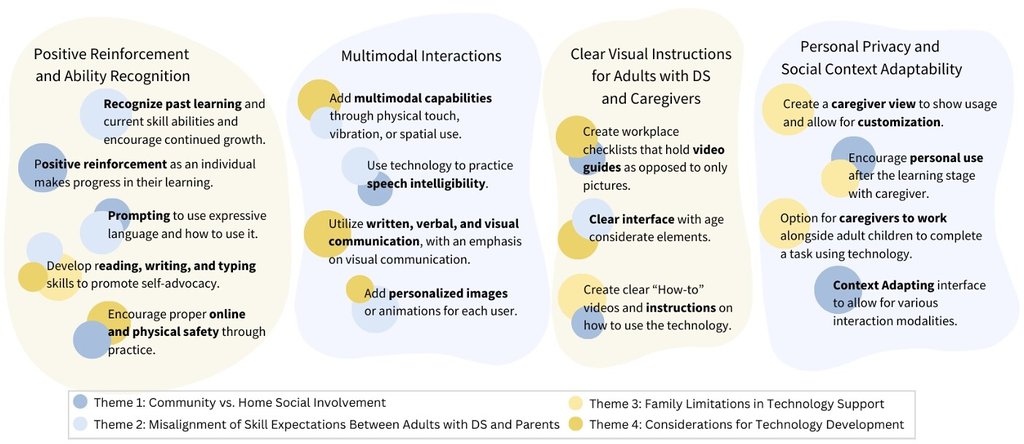 Positive Reinforcement
and Ability Recognition
Recognize past learning and
current skill abilities and
encourage continued growth.
Positive reinforcement as an individual
makes progress in their learning.
Prompting to use expressive
language and how to use it.
Develop reading, writing, and typing
skills to promote self-advocacy.
Encourage proper online
and physical safety through
practice.
Multimodal Interactions
Add multimodal capabilities
through physical touch,
vibration, or spatial use.
Use technology to practice
speech intelligibility.
Utilize written, verbal, and visual
communication, with an emphasis
on visual communication.
Add personalized images
or animations for each user.
Clear Visual Instructions
for Adults with DS
and Caregivers
Create workplace
checklists that hold video
guides as opposed to only
pictures.
Clear interface with age
considerate elements.
Create clear “How-to”
videos and instructions on
how to use the technology.
Personal Privacy and
Social Context Adaptability
Create a caregiver view to show usage
and allow for customization.
Encourage personal use
after the learning stage
with caregiver.
Option for caregivers to work
alongside adult children to complete
a task using technology.
Context Adapting interface
to allow for various
interaction modalities.
Theme 1: Community vs. Home Social Involvement
Theme 2: Misalignment of Skill Expectations Between Adults with DS and Parents
Theme 3: Family Limitations in Technology Support
Theme 4: Considerations for Technology Development